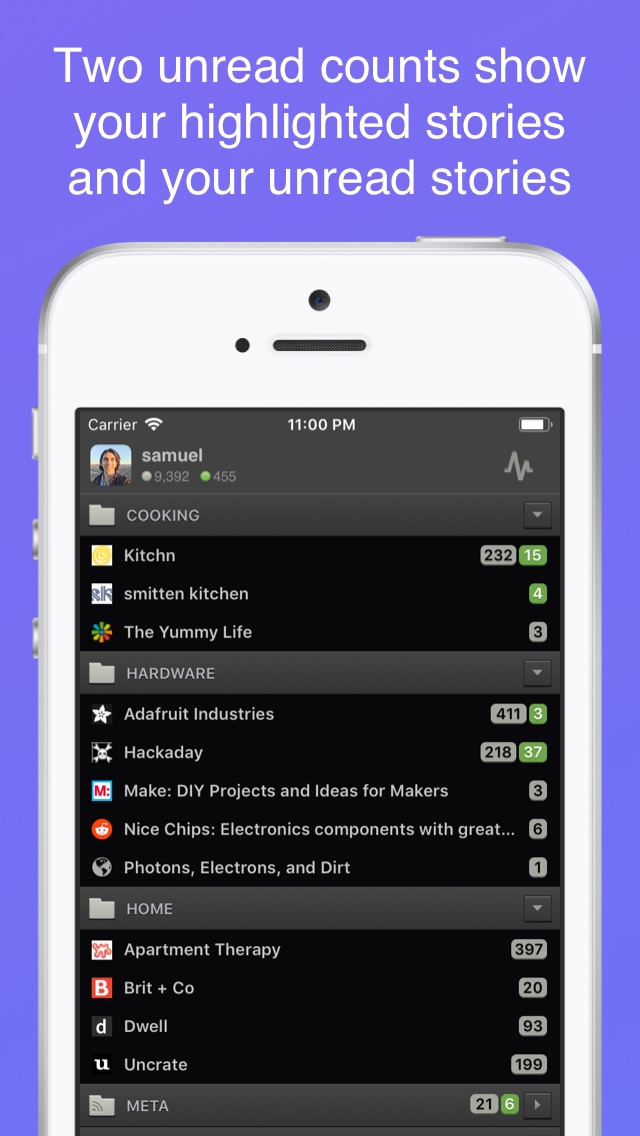 Two unread counts show
your highlighted stories
and your unread stories
Carrier 11:00 PM
samuel
9,392 455
COOKING
Kitchn 232 15
smitten kitchen 4
The Yummy Life 3
HARDWARE
Adafruit Industries 411 3
Hackaday 218 37
M: Make: DIY Projects and Ideas for Makers 3
Nice Chips: Electronics components with great... 6
Photons, Electrons, and Dirt 1
HOME
Apartment Therapy 397
B Brit + Co 20
d Dwell 93
u Uncrate 199
META 21 6